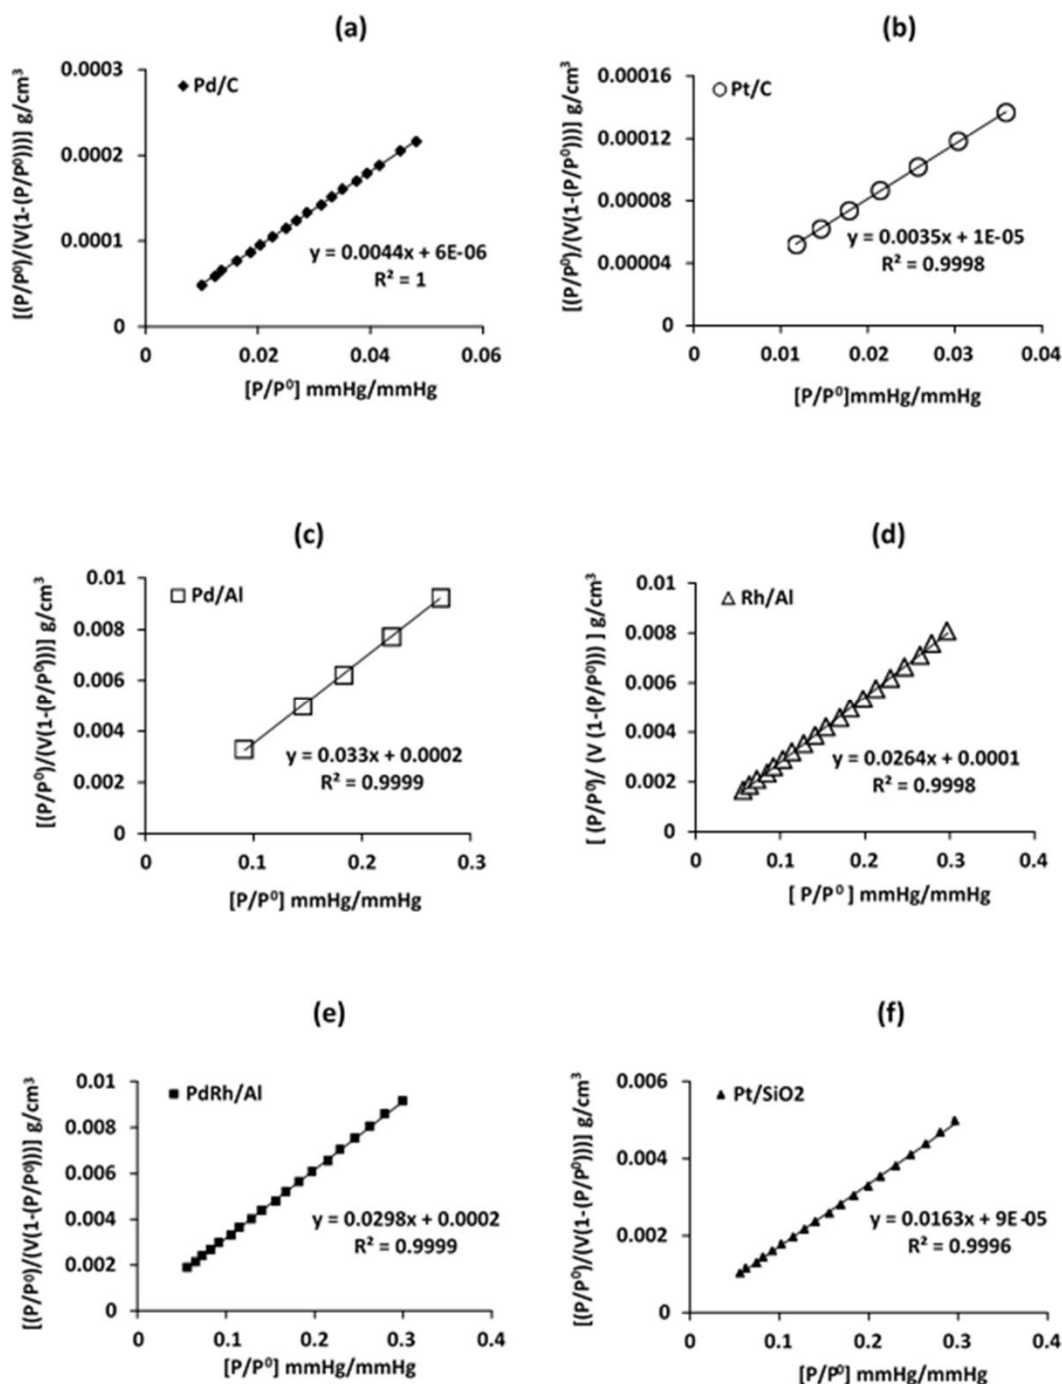 (a)
[((P/P⁰)/(V(1-(P/P⁰))))] g/cm³
0.0003
0.0002
0.0001
0
Pd/C
y = 0.0044x + 6E-06
R² = 1
0 0.02 0.04 0.06
[P/P⁰] mmHg/mmHg
(b)
[((P/P⁰)/(V(1-(P/P⁰))))] g/cm³
0.00016
0.00012
0.00008
0.00004
0
Pt/C
y = 0.0035x + 1E-05
R² = 0.9998
0 0.01 0.02 0.03 0.04
[P/P⁰]mmHg/mmHg
(c)
[((P/P⁰)/(V(1-(P/P⁰))))] g/cm³
0.01
0.008
0.006
0.004
0.002
0
Pd/Al
y = 0.033x + 0.0002
R² = 0.9999
0 0.1 0.2 0.3
[P/P⁰] mmHg/mmHg
(d)
[ (P/P⁰)/ (V (1-(P/P⁰))) ] g/cm³
0.01
0.008
0.006
0.004
0.002
0
Rh/Al
y = 0.0264x + 0.0001
R² = 0.9998
0 0.1 0.2 0.3 0.4
[ P/P⁰ ] mmHg/mmHg
(e)
[((P/P⁰)/(V(1-(P/P⁰))))] g/cm³
0.01
0.008
0.006
0.004
0.002
0
PdRh/Al
y = 0.0298x + 0.0002
R² = 0.9999
0 0.1 0.2 0.3 0.4
[P/P⁰] mmHg/mmHg
(f)
[((P/P⁰)/(V(1-(P/P⁰))))] g/cm³
0.006
0.004
0.002
0
Pt/SiO2
y = 0.0163x + 9E-05
R² = 0.9996
0 0.1 0.2 0.3 0.4
[P/P⁰] mmHg/mmHg